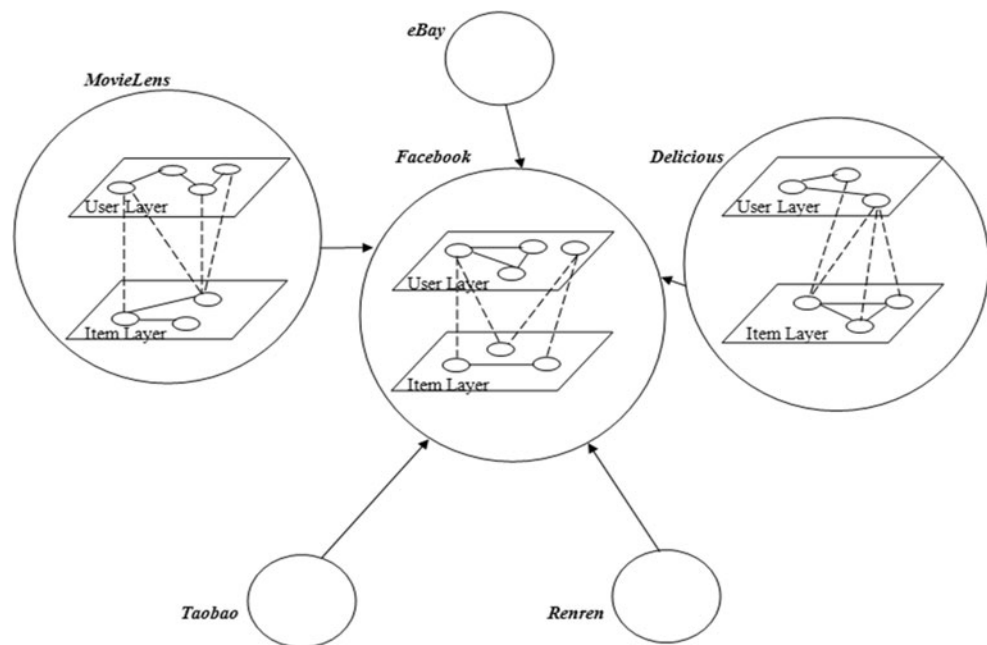 eBay
MovieLens
Facebook
Delicious
User Layer
Item Layer
User Layer
Item Layer
User Layer
Item Layer
Taobao
Renren